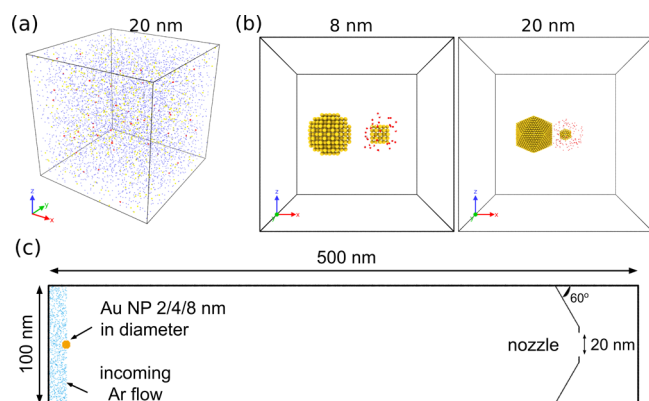 (a)
20 nm
z
y
x
(b)
8 nm
20 nm
z
y
x
z
y
x
(c)
500 nm
100 nm
Au NP 2/4/8 nm
in diameter
incoming
Ar flow
60º
nozzle
20 nm